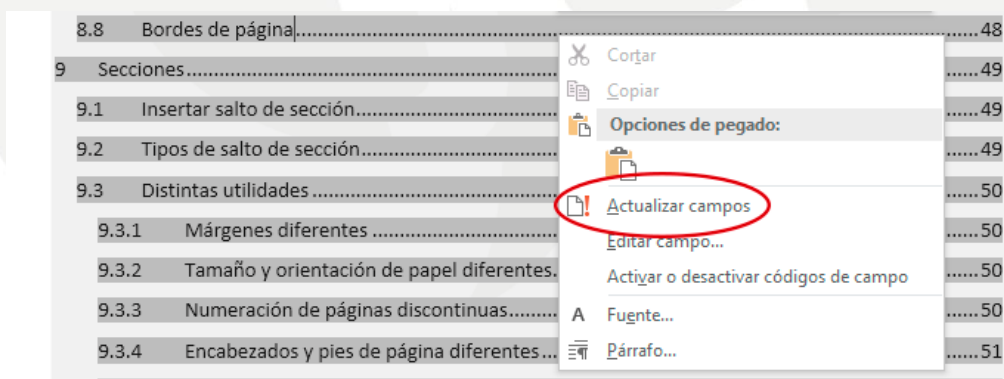 8.8 Bordes de página................48
9 Secciones................49
9.1 Insertar salto de sección................49
9.2 Tipos de salto de sección................49
9.3 Distintas utilidades................50
9.3.1 Márgenes diferentes................50
9.3.2 Tamaño y orientación de papel diferentes................50
9.3.3 Numeración de páginas discontinuas................50
9.3.4 Encabezados y pies de página diferentes................51
Cortar
Copiar
Opciones de pegado:
Actualizar campos
Editar campo...
Activar o desactivar códigos de campo
A Fuente...
Párrafo...